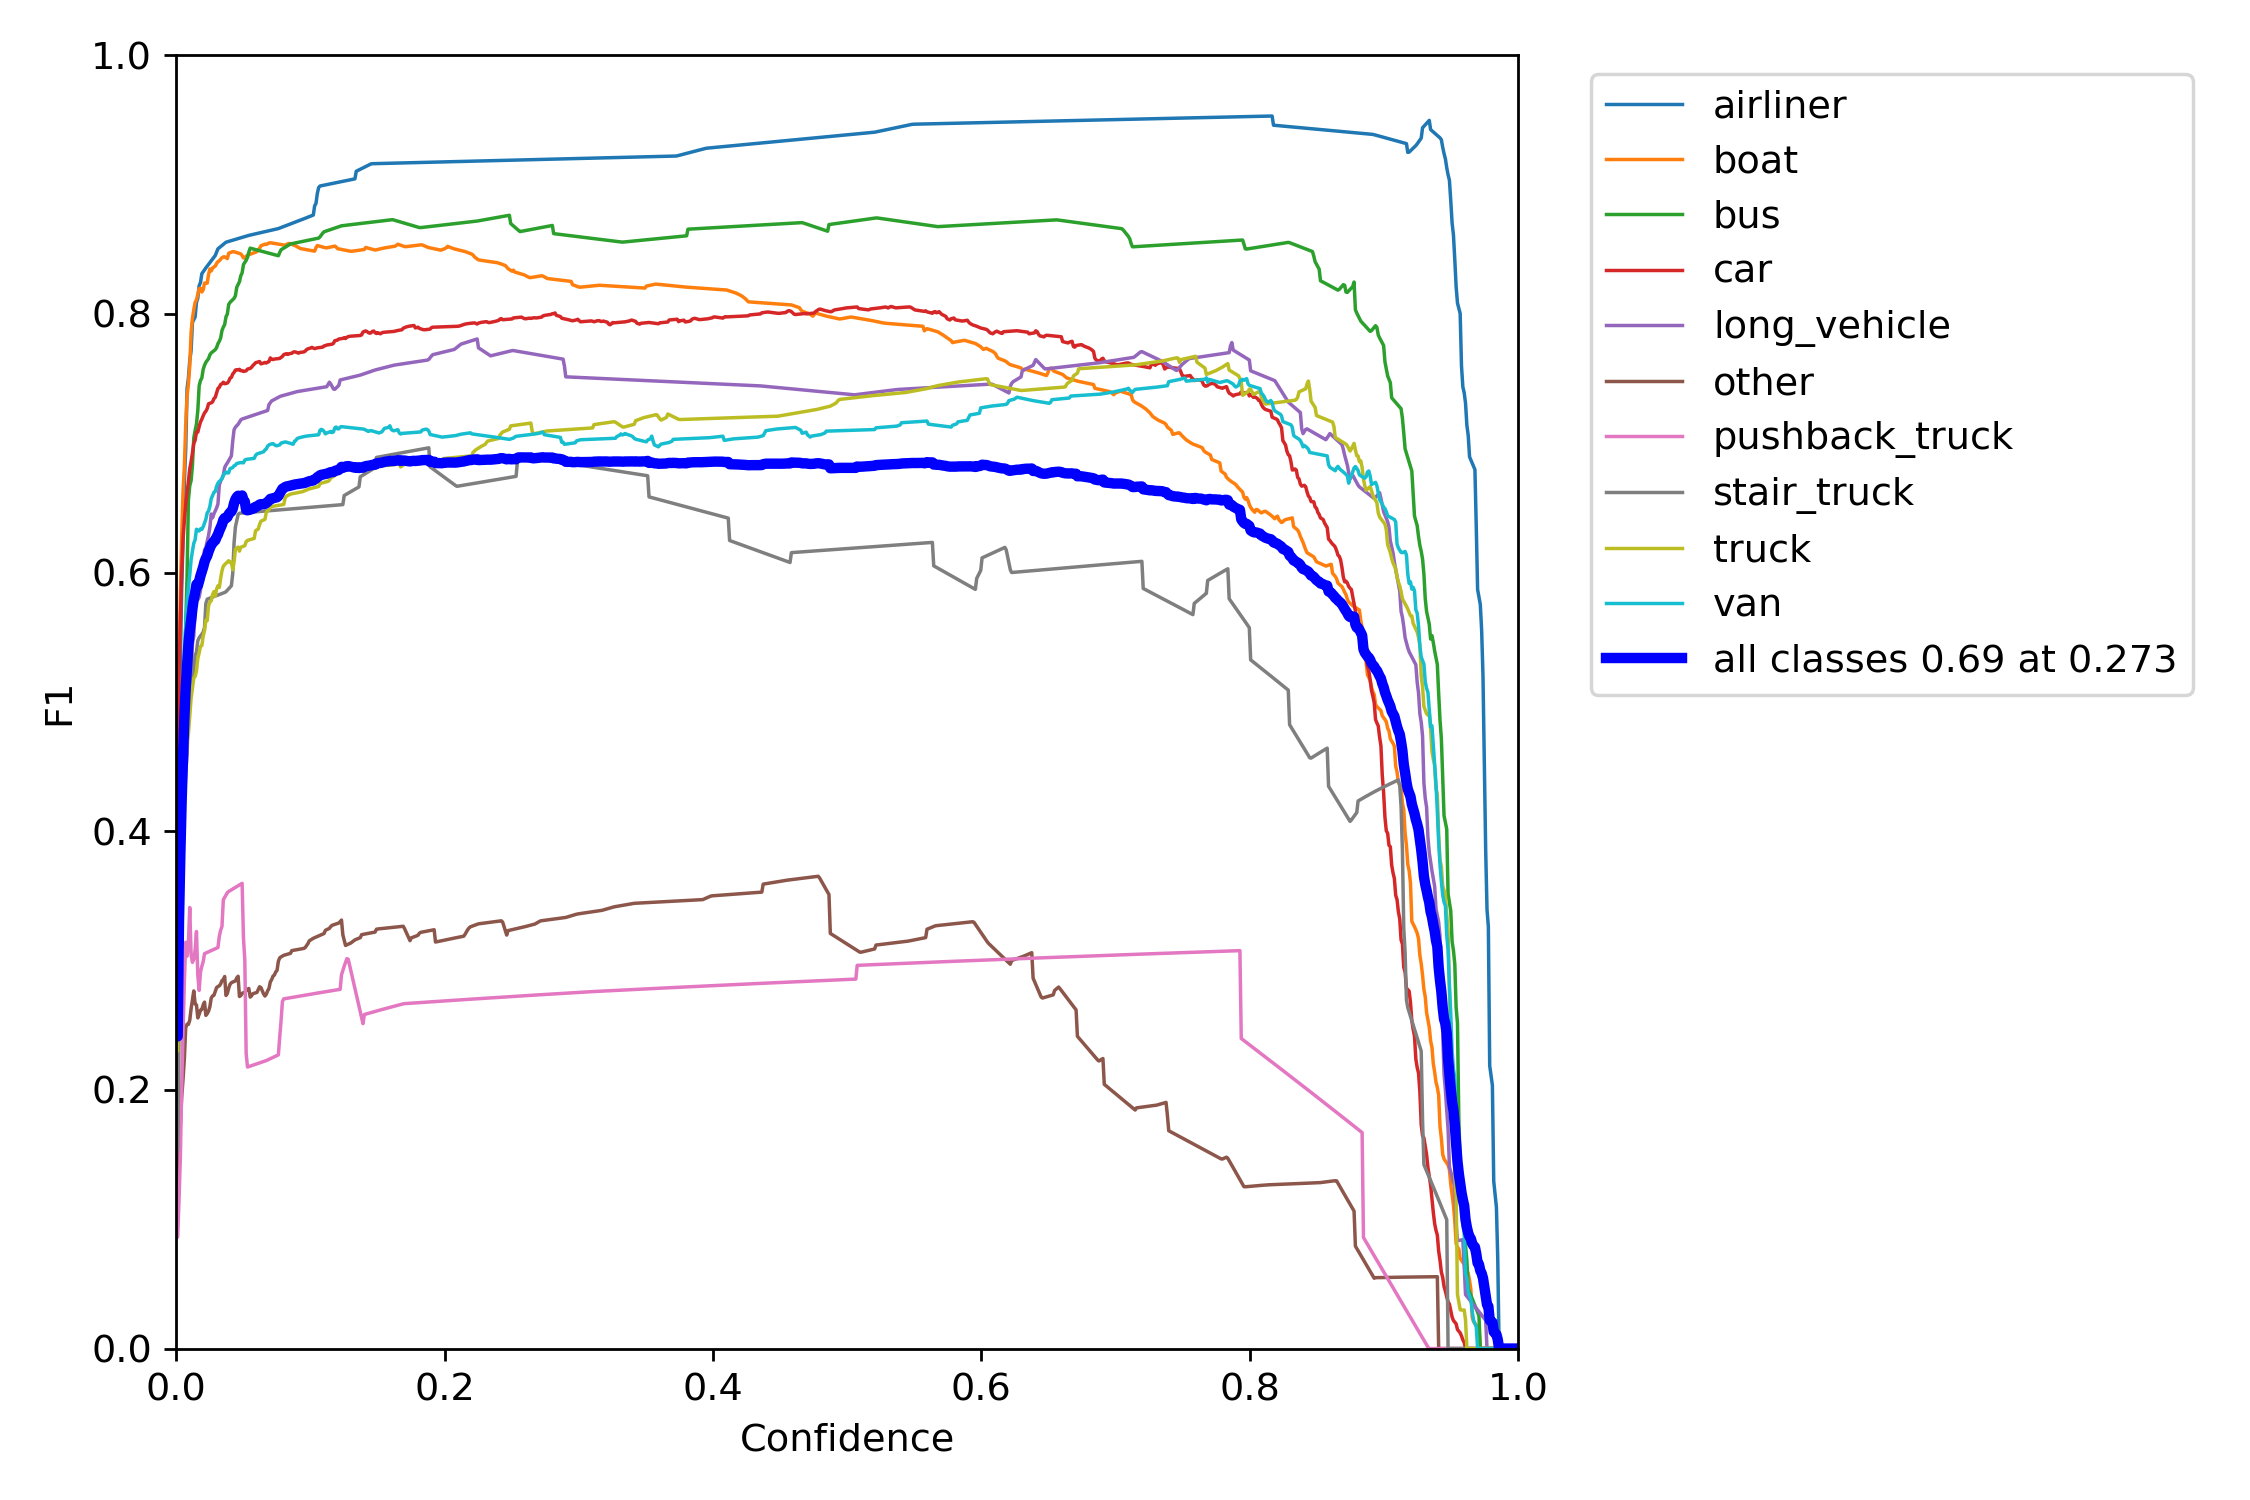 1.0
0.8
0.6
0.4
0.2
0.0
F1
0.0 0.2 0.4 0.6 0.8 1.0
Confidence
airliner
boat
bus
car
long_vehicle
other
pushback_truck
stair_truck
truck
van
all classes 0.69 at 0.273